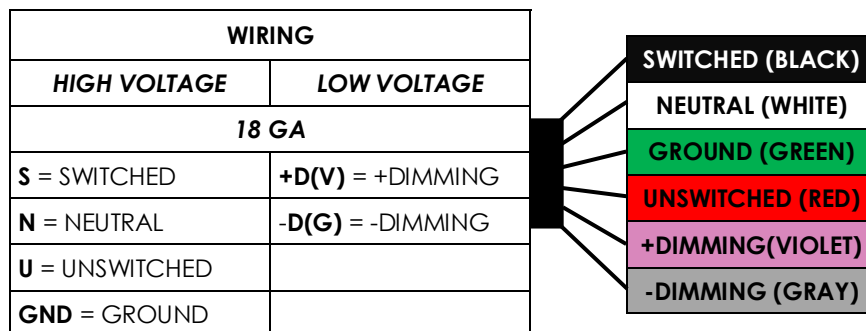 WIRING
HIGH VOLTAGE LOW VOLTAGE
18 GA
S = SWITCHED +D(V) = +DIMMING
N = NEUTRAL -D(G) = -DIMMING
U = UNSWITCHED
GND = GROUND
SWITCHED (BLACK)
NEUTRAL (WHITE)
GROUND (GREEN)
UNSWITCHED (RED)
+DIMMING(VIOLET)
-DIMMING (GRAY)